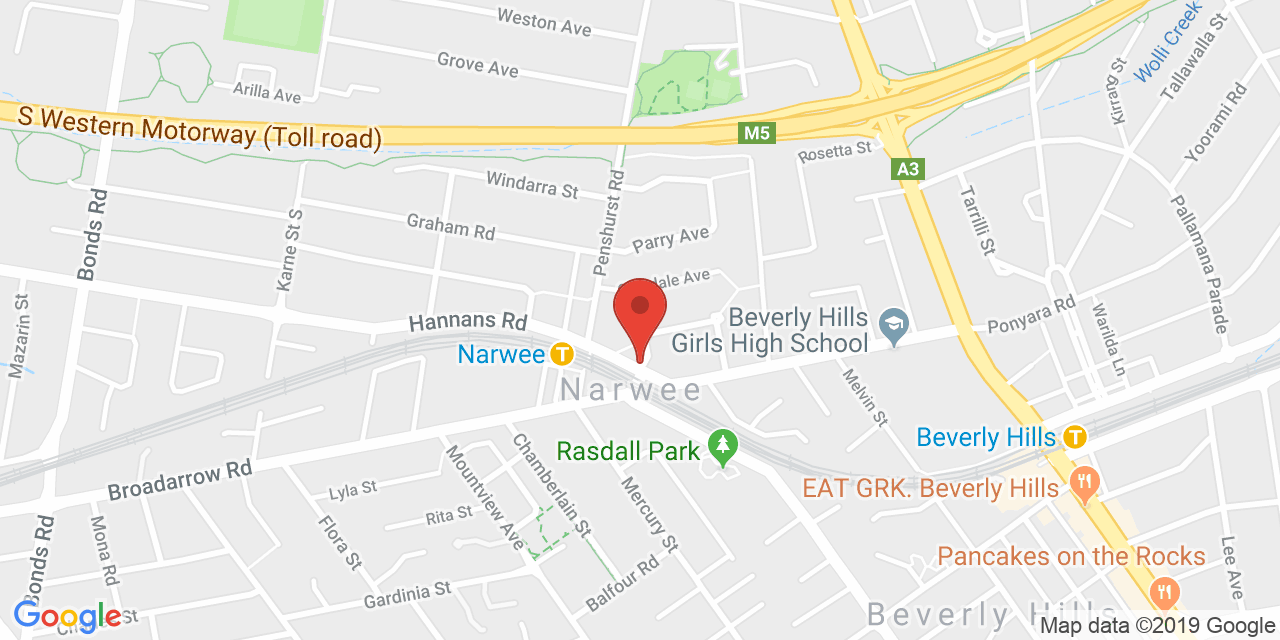 Weston Ave
Grove Ave
Arilla Ave
Wolli Creek
Kirrang St
Tallawalla St
Yoorami Rd
S Western Motorway (Toll road)
M5
Rosetta St
A3
Windarra St
Penshurst Rd
Bonds Rd
Karne St S
Graham Rd
Parry Ave
Tarrilli St
Pallamana Parade
dale Ave
Mazarin St
Hannans Rd
Beverly Hills
Girls High School
Ponyara Rd
Warilda Ln
Narwee
T
Narwee
Melvin St
Rasdall Park
Beverly Hills
T
Broadarrow Rd
Lyla St
Rita St
Mountview Ave
Chamberlain St
Mercury St
EAT GRK. Beverly Hills
Bonds Rd
Mona Rd
Flora St
Gardinia St
Balfour Rd
Pancakes on the Rocks
Lee Ave
Beverly Hills
Google
Map data ©2019 Google